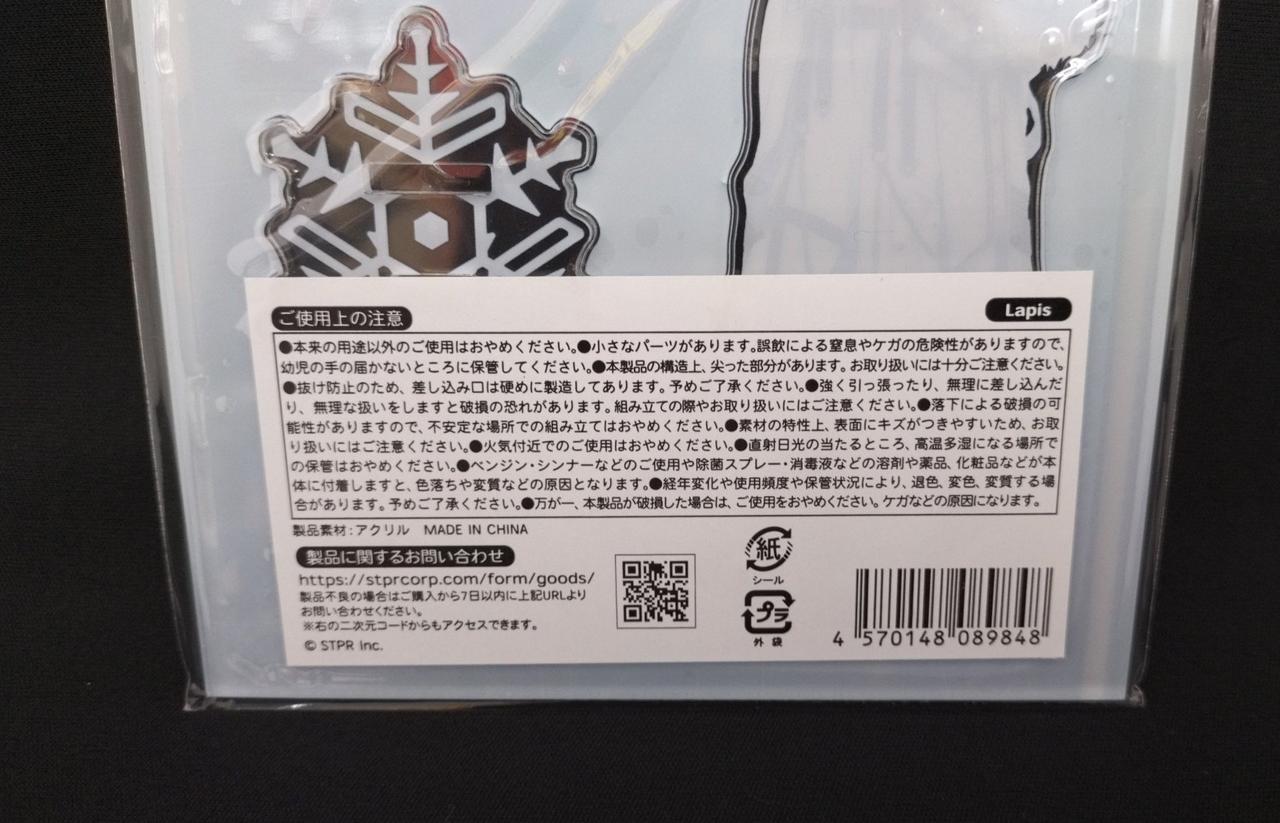 ご使用上の注意
Lapis
●本来の用途以外のご使用はおやめください。●小さなパーツがあります。誤飲による窒息やケガの危険性がありますので、
幼児の手の届かないところに保管してください。●本製品の構造上、尖った部分があります。お取り扱いには十分ご注意ください。
●抜け防止のため、差し込み口は硬めに製造してあります。予めご了承ください。●強く引っ張ったり、無理に差し込んだ
り、無理な扱いをしますと破損の恐れがあります。組み立ての際やお取り扱いにはご注意ください。●落下による破損の可
能性がありますので、不安定な場所での組み立てはおやめください。●素材の特性上、表面にキズがつきやすいため、お取
り扱いにはご注意ください。●火気付近でのご使用はおやめください。●直射日光の当たるところ、高温多湿になる場所で
の保管はおやめください。●ベンジン・シンナーなどのご使用や除菌スプレー・消毒液などの溶剤や薬品、化粧品などが本
体に付着しますと、色落ちや変質などの原因となります。●経年変化や使用頻度や保管状況により、退色、変色、変質する場
合があります。予めご了承ください。●万が一、本製品が破損した場合は、ご使用をおやめください。ケガなどの原因になります。
製品素材:アクリル MADE IN CHINA
製品に関するお問い合わせ
https://stprcorp.com/form/goods/
製品不良の場合はご購入から7日以内に上記URLより
お問い合わせください。
※右の二次元コードからもアクセスできます。
© STPR Inc.
紙
シール
プラ
外袋
4 570148 089848